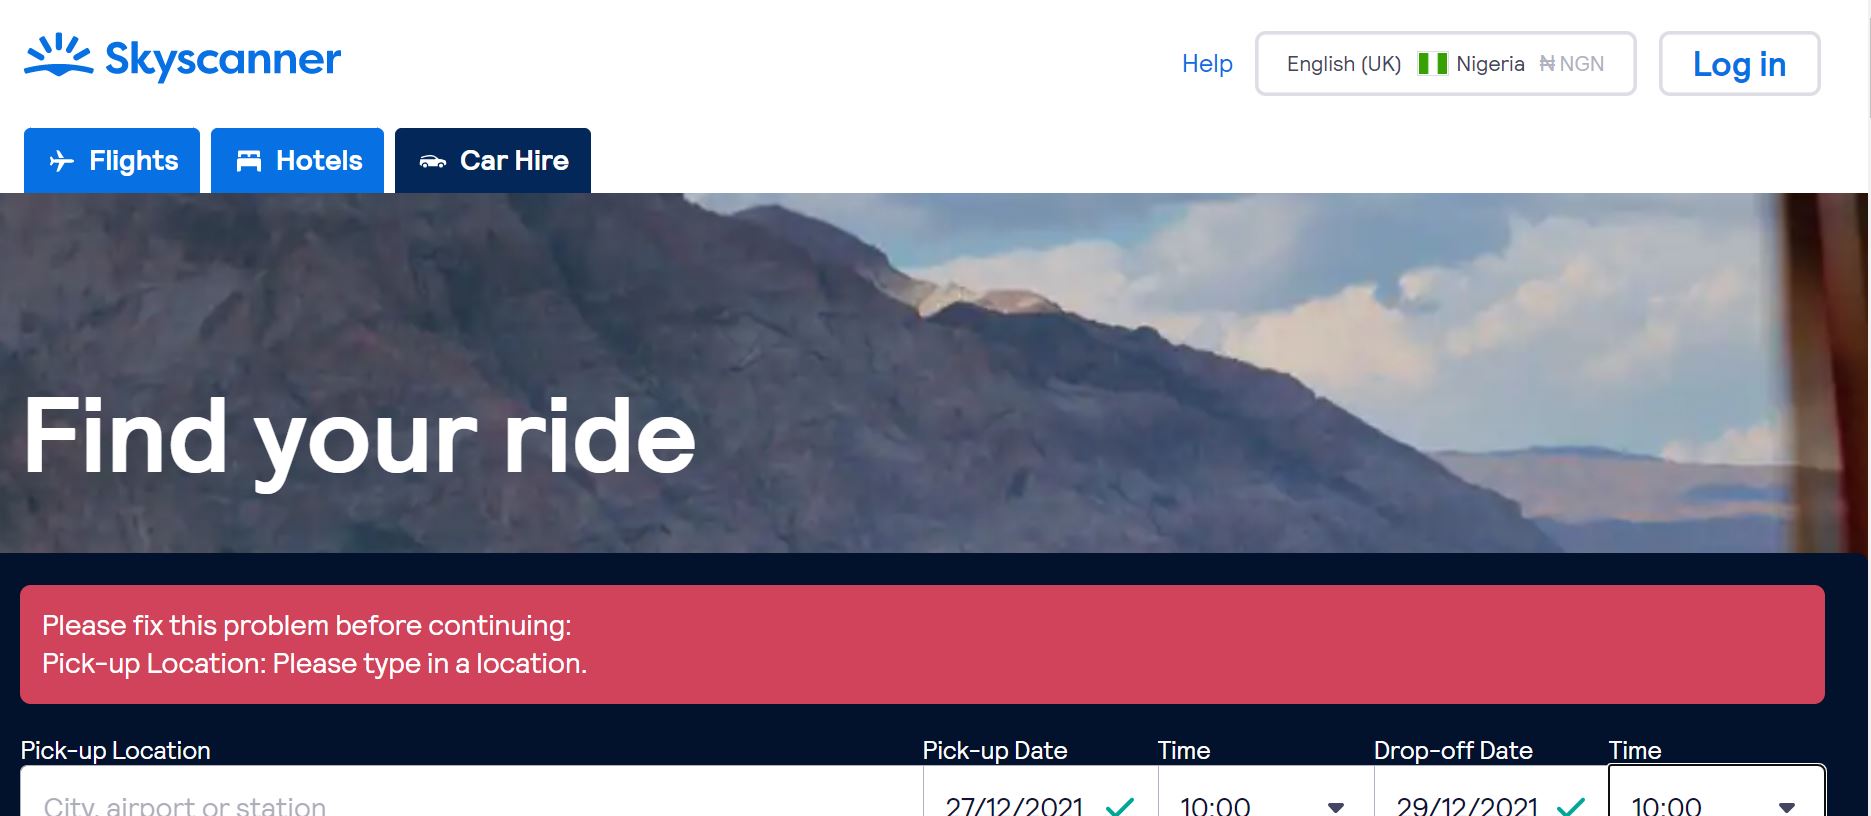 Skyscanner
Help
English (UK) Nigeria ₦ NGN
Log in
Flights
Hotels
Car Hire
Find your ride
Please fix this problem before continuing:
Pick-up Location: Please type in a location.
Pick-up Location
Pick-up Date
Time
Drop-off Date
Time
City, airport or station
27/12/2021
10:00
29/12/2021
10:00